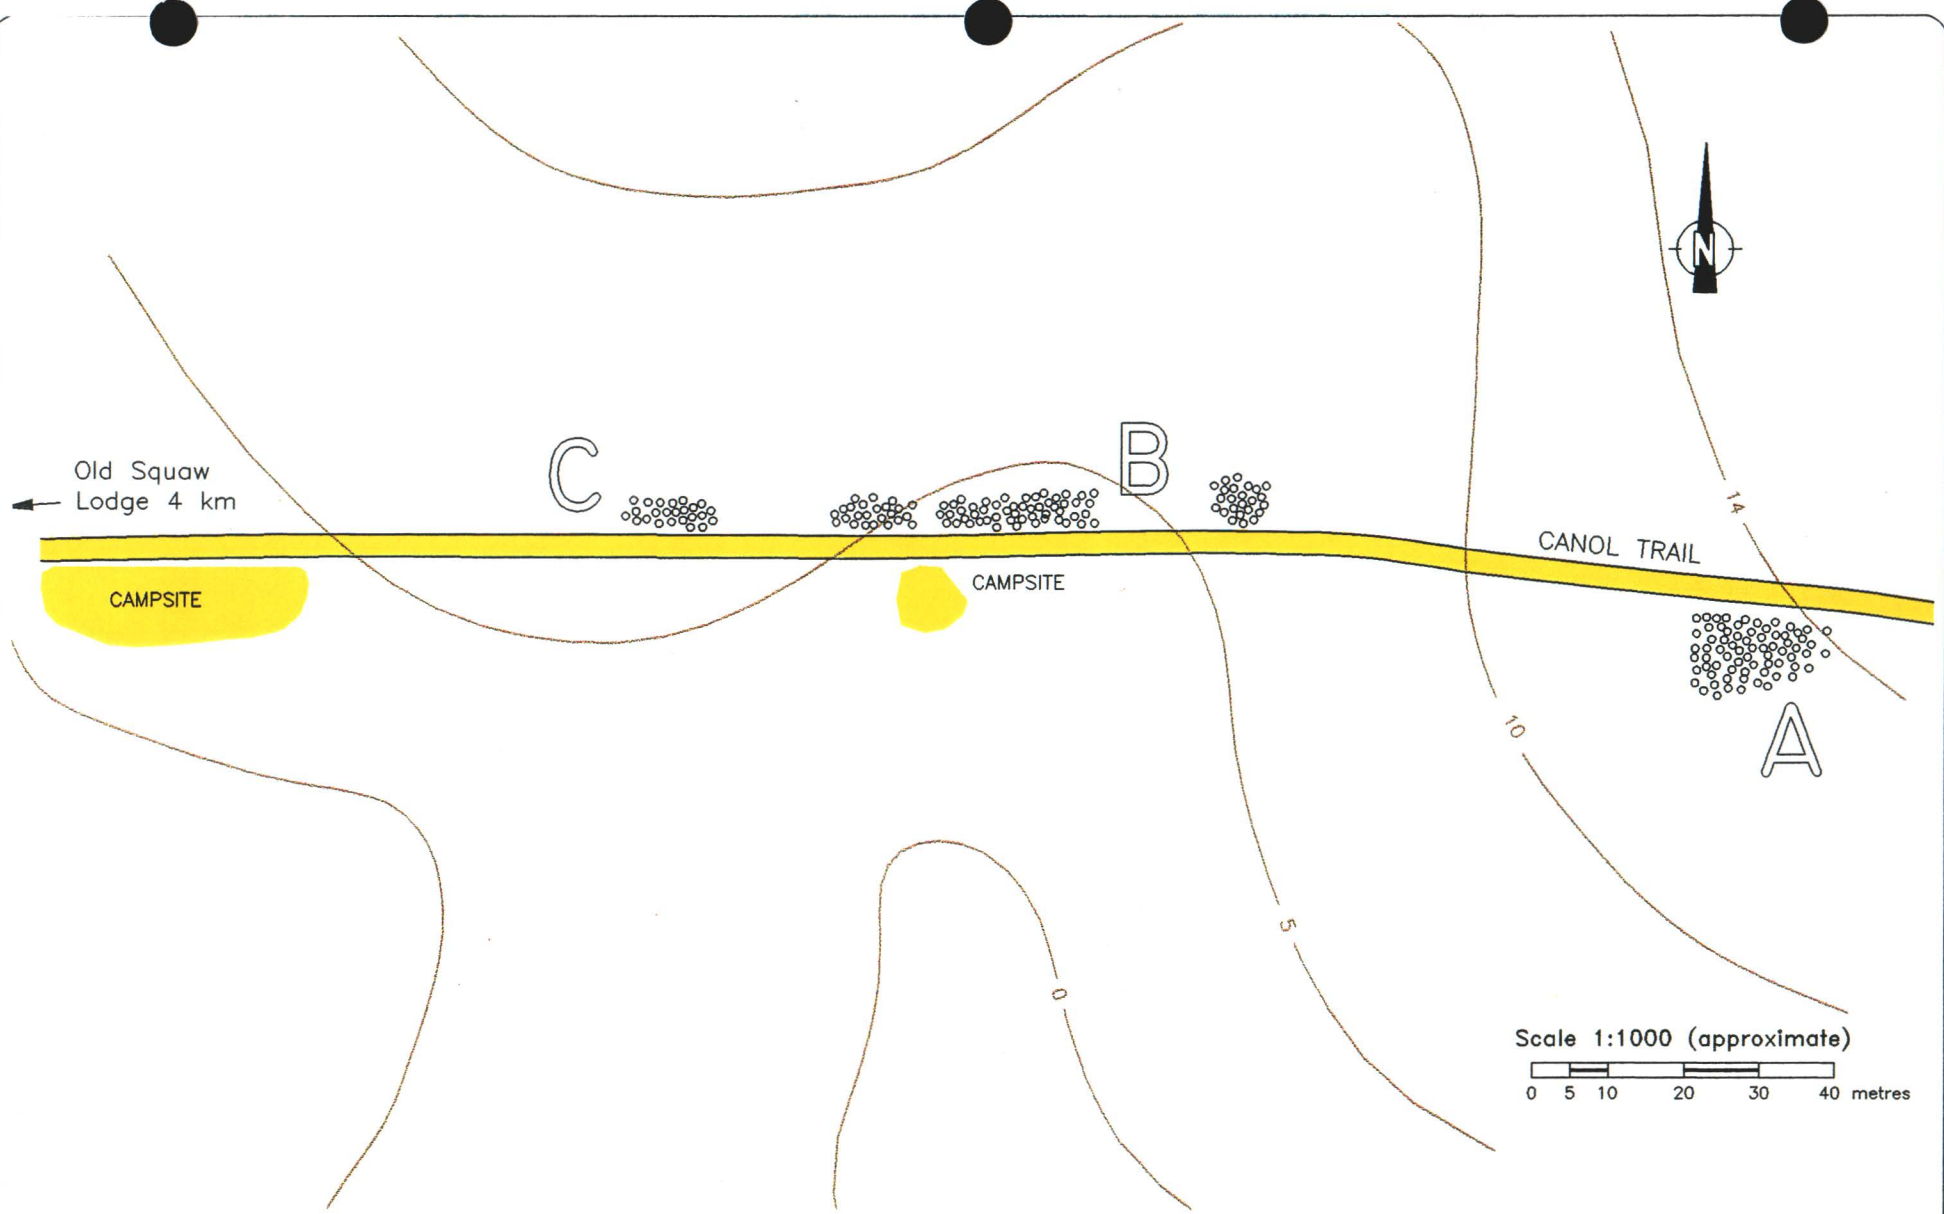 N
C
B
Old Squaw
Lodge 4 km
14
CANOL TRAIL
CAMPSITE
CAMPSITE
10
A
5
0
Scale 1:1000 (approximate)
0 5 10 20 30 40 metres